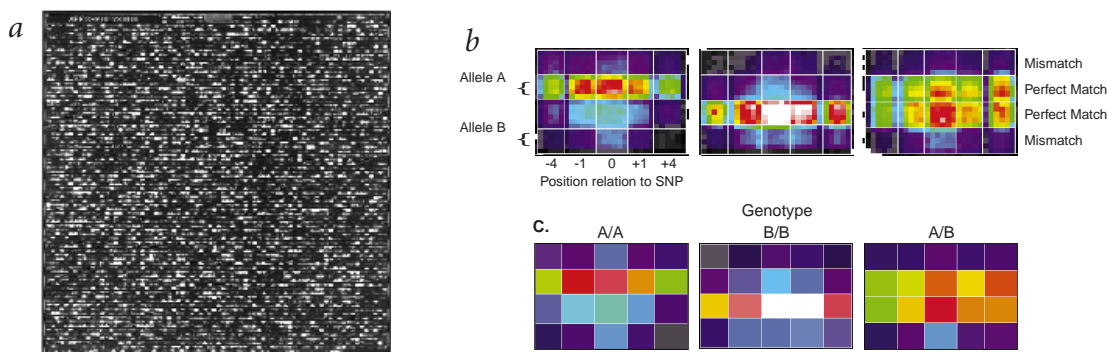 a
b
Allele A
Allele B
Mismatch
Perfect Match
Perfect Match
Mismatch
-4 -1 0 +1 +4
Position relation to SNP
C.
Genotype
A/A B/B A/B